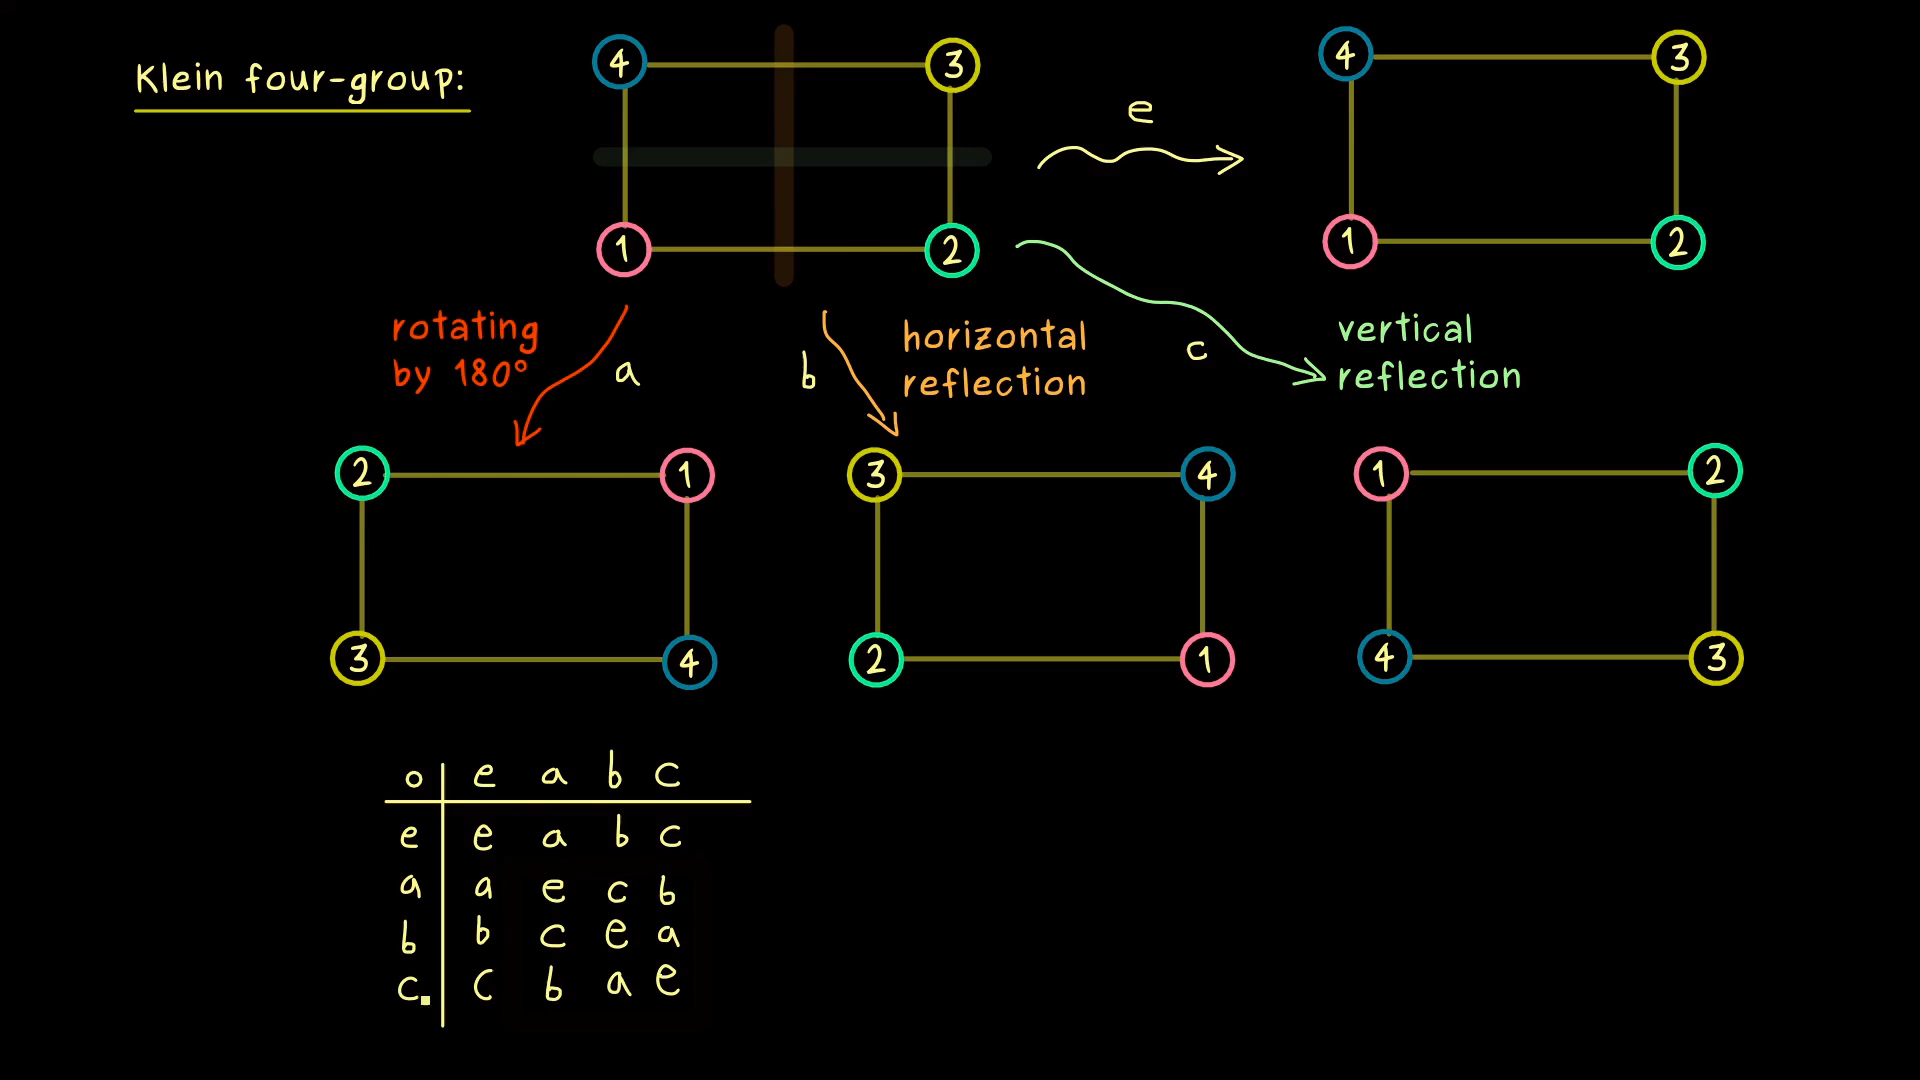 Klein four-group:
4 3
1 2
e
4 3
1 2
rotating
by 180°
a
b
horizontal
reflection
c
vertical
reflection
2 1
3 4
3 4
2 1
1 2
4 3
o e a b c
e e a b c
a a e c b
b b c e a
c. c b a e